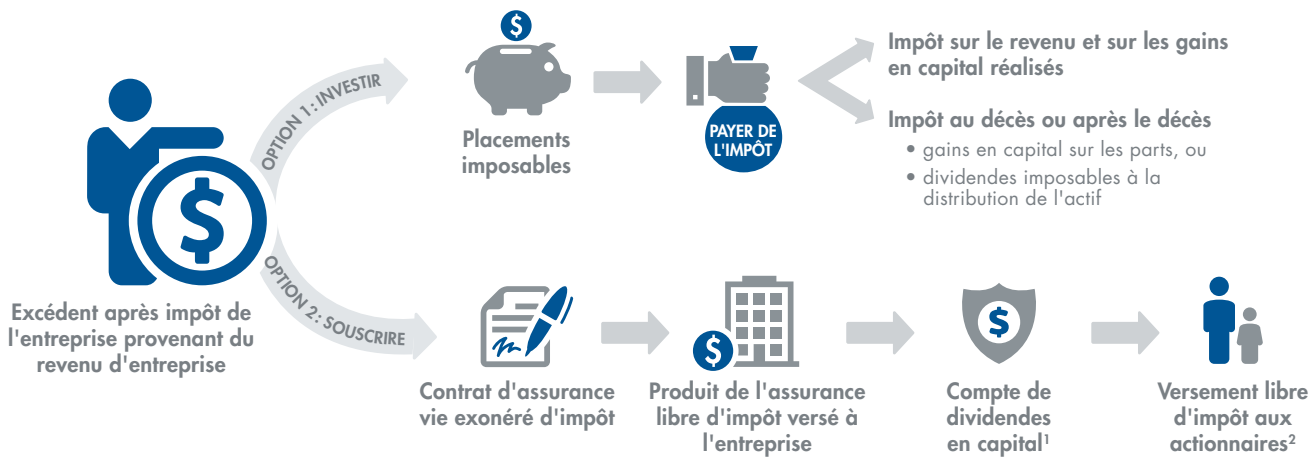 Excédent après impôt de
l'entreprise provenant du
revenu d'entreprise
OPTION 1: INVESTIR
Placements
imposables
PAYER DE
L'IMPÔT
Impôt sur le revenu et sur les gains
en capital réalisés
Impôt au décès ou après le décès
• gains en capital sur les parts, ou
• dividendes imposables à la
distribution de l'actif
OPTION 2: SOUSCRIRE
Contrat d'assurance
vie exonéré d'impôt
Produit de l'assurance
libre d'impôt versé à
l'entreprise
Compte de
dividendes
en capital¹
Versement libre
d'impôt aux
actionnaires²